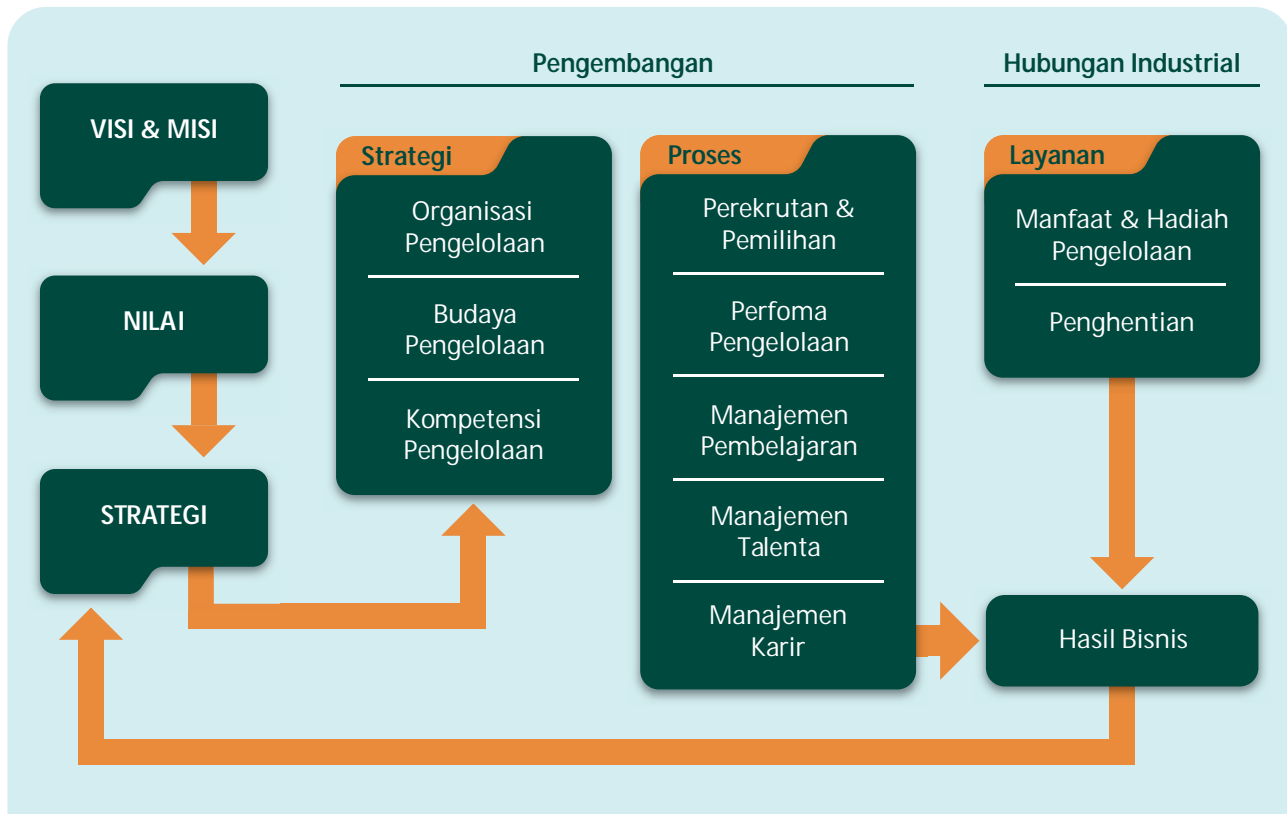 Pengembangan
Hubungan Industrial
VISI & MISI
NILAI
STRATEGI
Strategi
Organisasi
Pengelolaan
Budaya
Pengelolaan
Kompetensi
Pengelolaan
Proses
Perekrutan &
Pemilihan
Perfoma
Pengelolaan
Manajemen
Pembelajaran
Manajemen
Talenta
Manajemen
Karir
Layanan
Manfaat & Hadiah
Pengelolaan
Penghentian
Hasil Bisnis